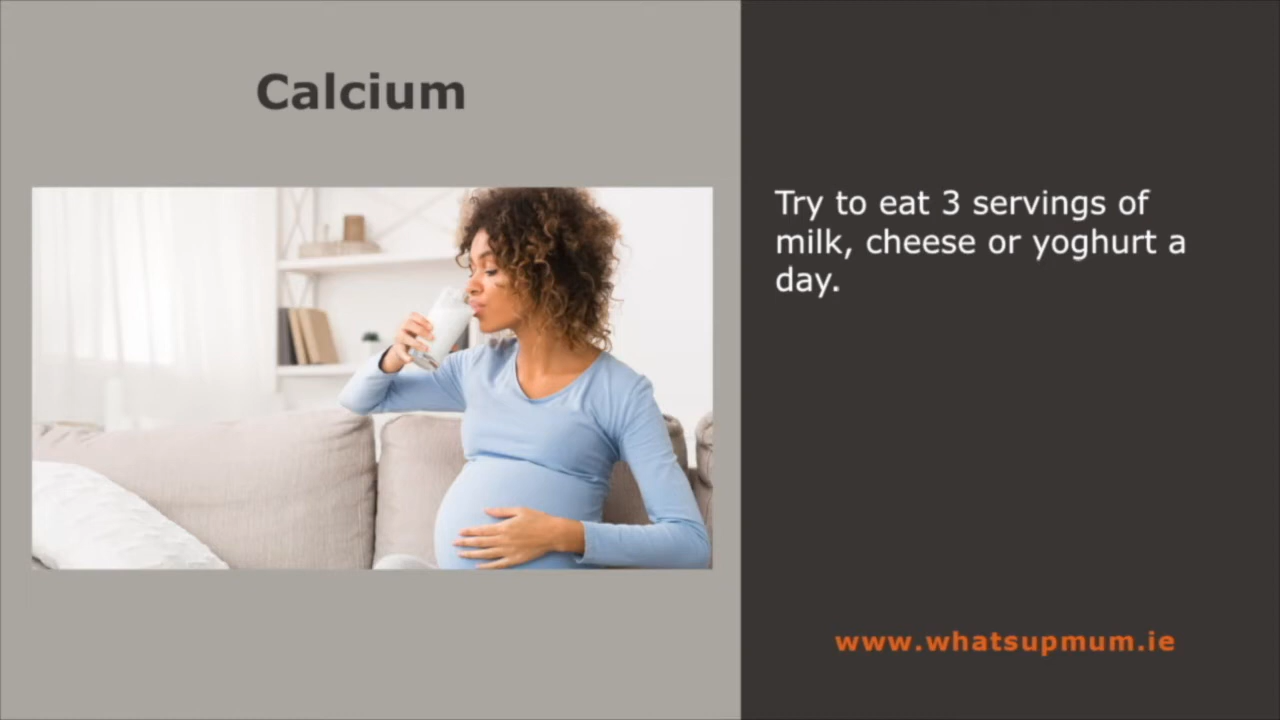 Calcium
Try to eat 3 servings of
milk, cheese or yoghurt a
day.
www.whatsupmum.ie